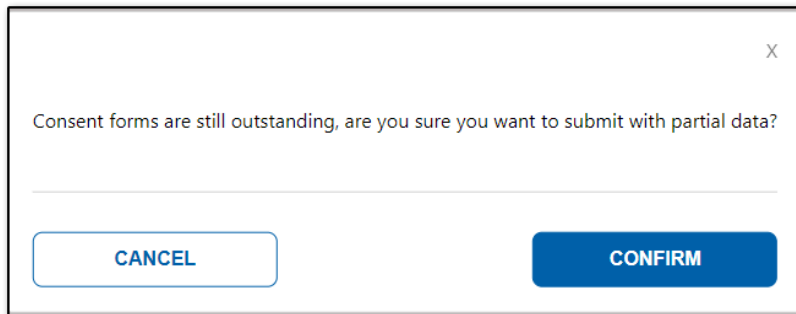 X
Consent forms are still outstanding, are you sure you want to submit with partial data?
CANCEL
CONFIRM